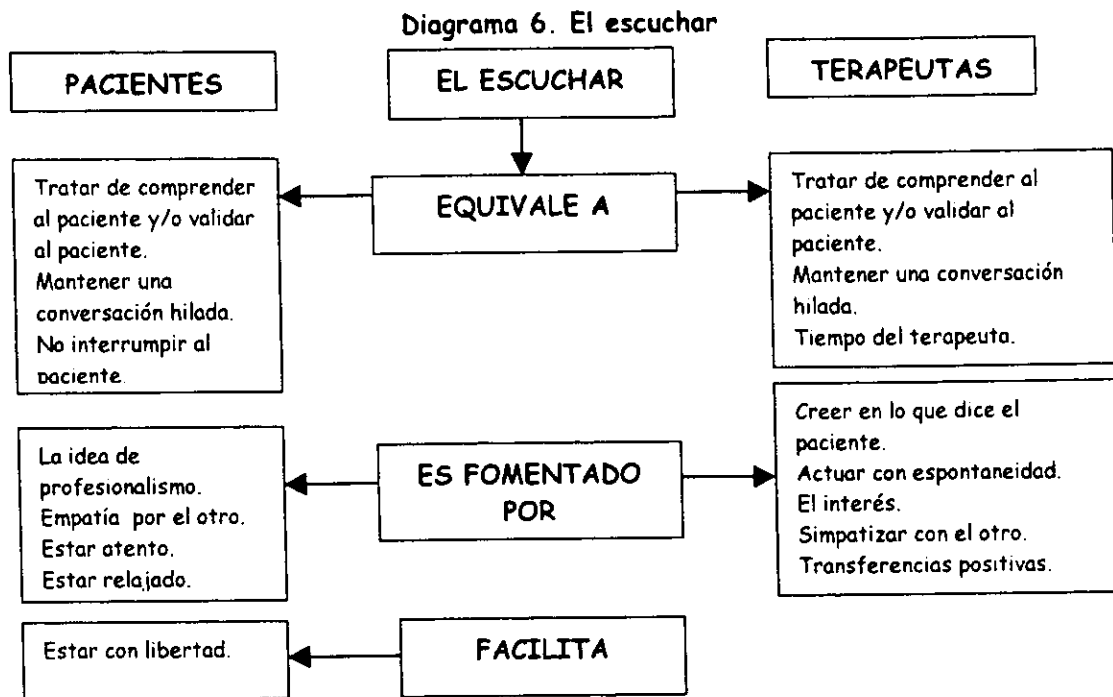 Diagrama 6. El escuchar
PACIENTES
EL ESCUCHAR
TERAPEUTAS
Tratar de comprender
al paciente y/o validar
al paciente.
Mantener una
conversación hilada.
No interrumpir al
paciente.
EQUIVALE A
Tratar de comprender al
paciente y/o validar al
paciente.
Mantener una conversación
hilada.
Tiempo del terapeuta.
La idea de
profesionalismo.
Empatía por el otro.
Estar atento.
Estar relajado.
ES FOMENTADO
POR
Creer en lo que dice el
paciente.
Actuar con espontaneidad.
El interés.
Simpatizar con el otro.
Transferencias positivas.
Estar con libertad.
FACILITA